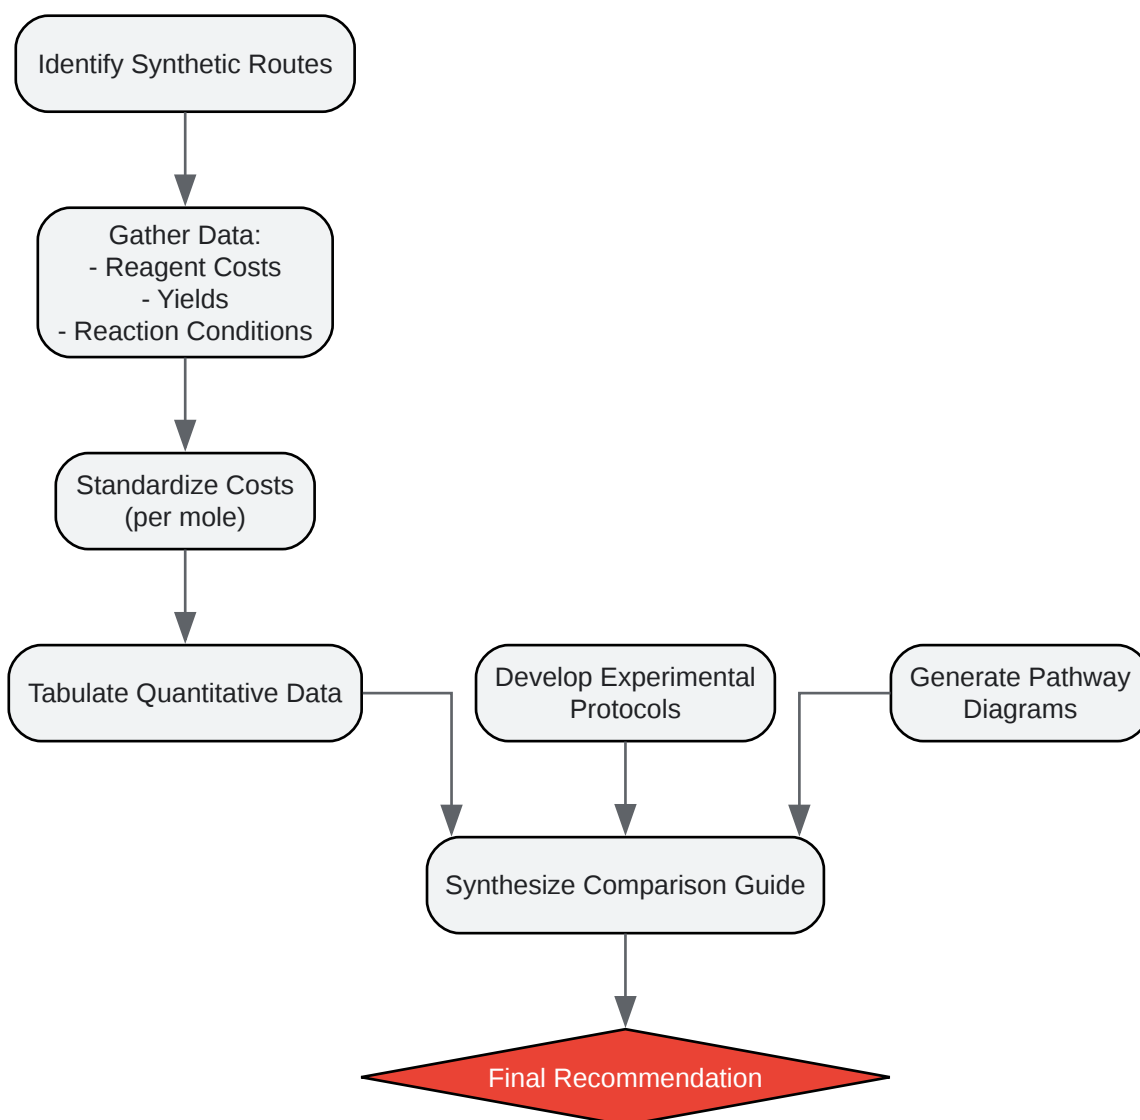 Identify Synthetic Routes
Gather Data:
- Reagent Costs
- Yields
- Reaction Conditions
Standardize Costs
(per mole)
Tabulate Quantitative Data
Develop Experimental
Protocols
Generate Pathway
Diagrams
Synthesize Comparison Guide
Final Recommendation